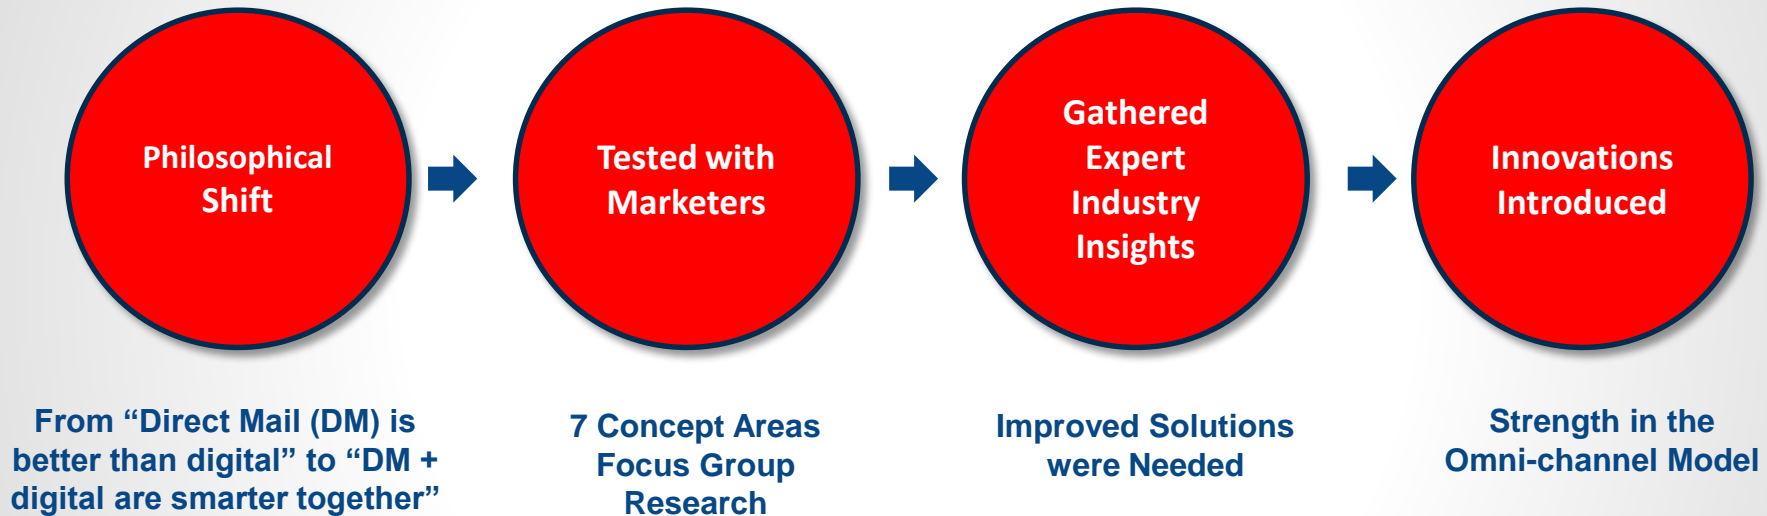 Philosophical
Shift
Tested with
Marketers
Gathered
Expert
Industry
Insights
Innovations
Introduced
From “Direct Mail (DM) is
better than digital” to “DM +
digital are smarter together”
7 Concept Areas
Focus Group
Research
Improved Solutions
were Needed
Strength in the
Omni-channel Model